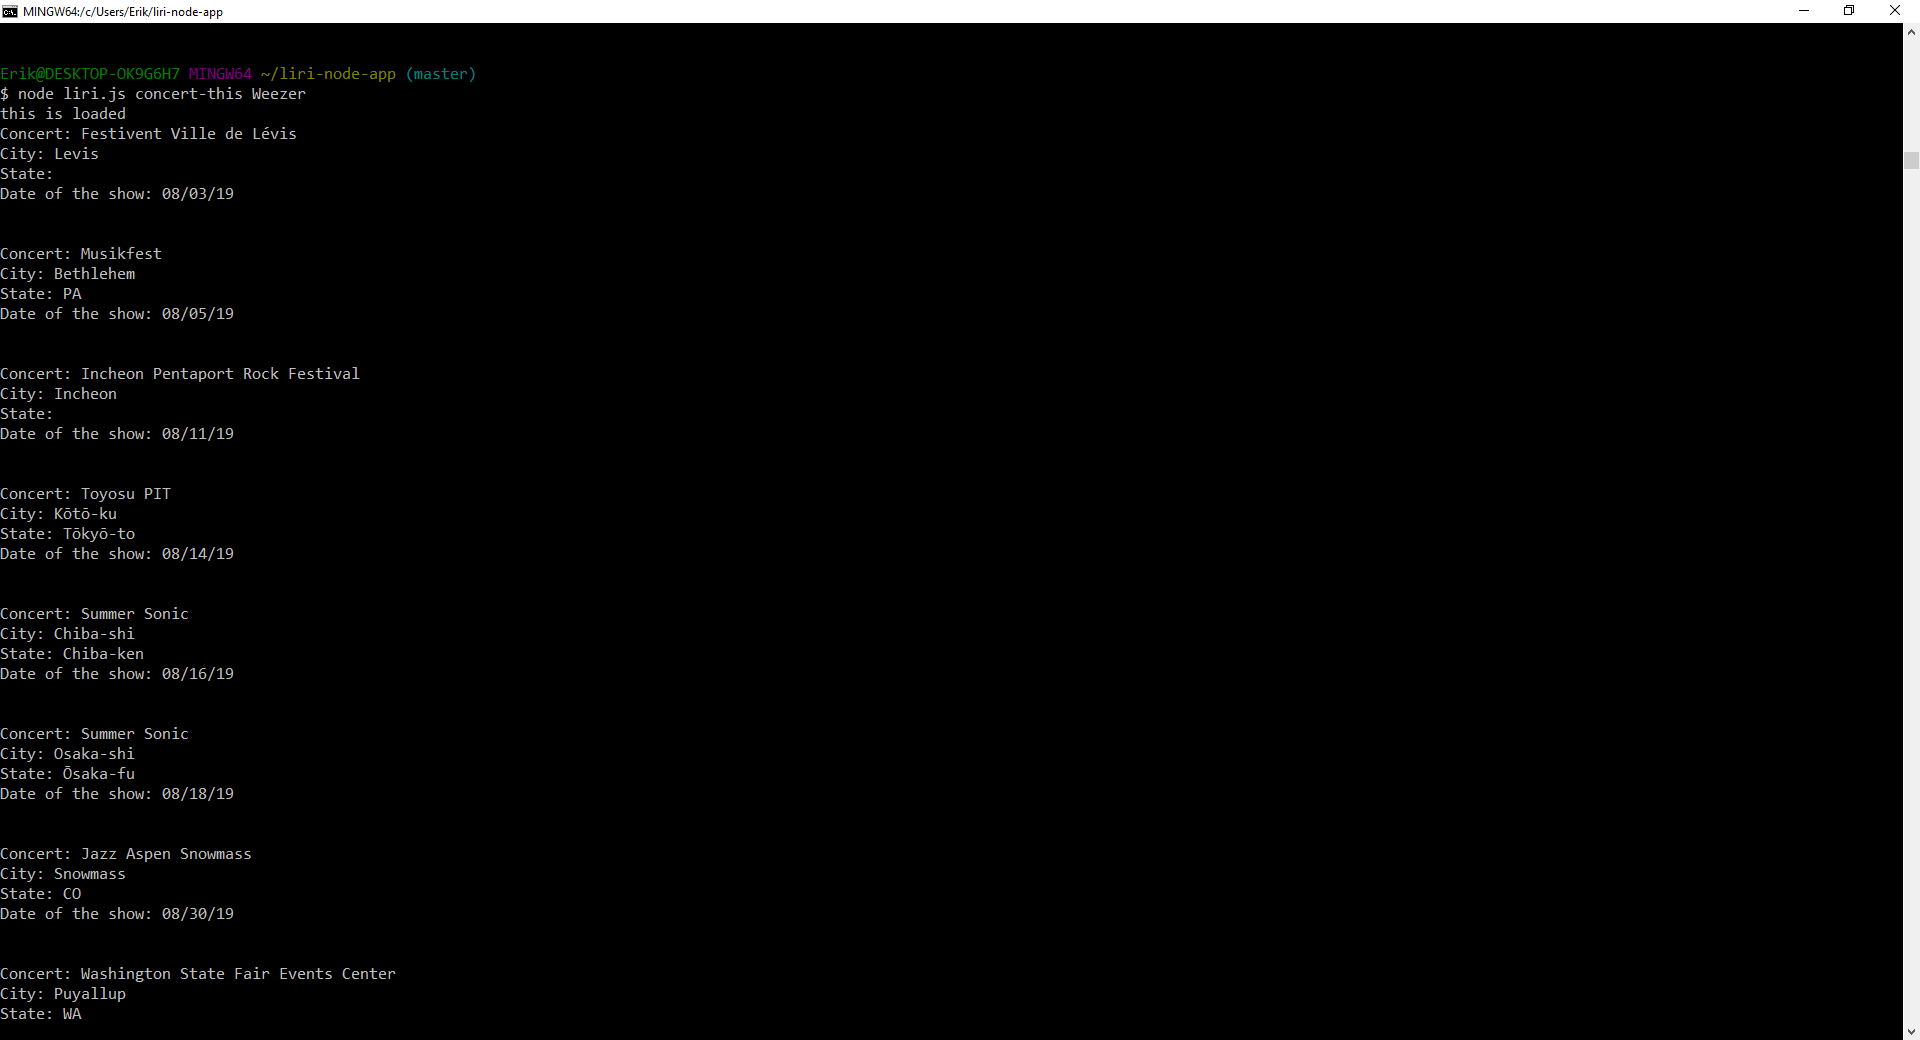 MINGW64:/c/Users/Erik/liri-node-app
Erik@DESKTOP-OK9G6H7 MINGW64 ~/liri-node-app (master)
$ node liri.js concert-this Weezer
this is loaded
Concert: Festivent Ville de Lévis
City: Levis
State:
Date of the show: 08/03/19
Concert: Musikfest
City: Bethlehem
State: PA
Date of the show: 08/05/19
Concert: Incheon Pentaport Rock Festival
City: Incheon
State:
Date of the show: 08/11/19
Concert: Toyosu PIT
City: Kōtō-ku
State: Tōkyō-to
Date of the show: 08/14/19
Concert: Summer Sonic
City: Chiba-shi
State: Chiba-ken
Date of the show: 08/16/19
Concert: Summer Sonic
City: Osaka-shi
State: Ōsaka-fu
Date of the show: 08/18/19
Concert: Jazz Aspen Snowmass
City: Snowmass
State: CO
Date of the show: 08/30/19
Concert: Washington State Fair Events Center
City: Puyallup
State: WA